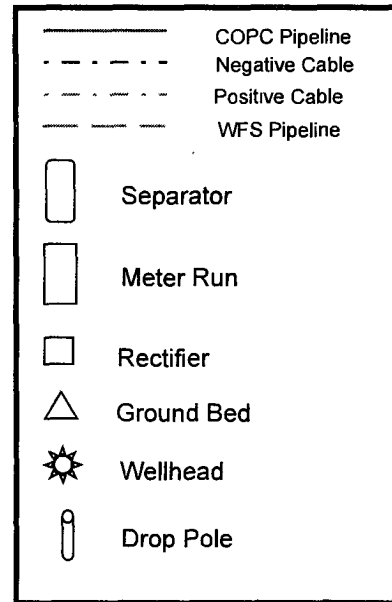 COPC Pipeline
Negative Cable
Positive Cable
WFS Pipeline
Separator
Meter Run
Rectifier
Ground Bed
Wellhead
Drop Pole